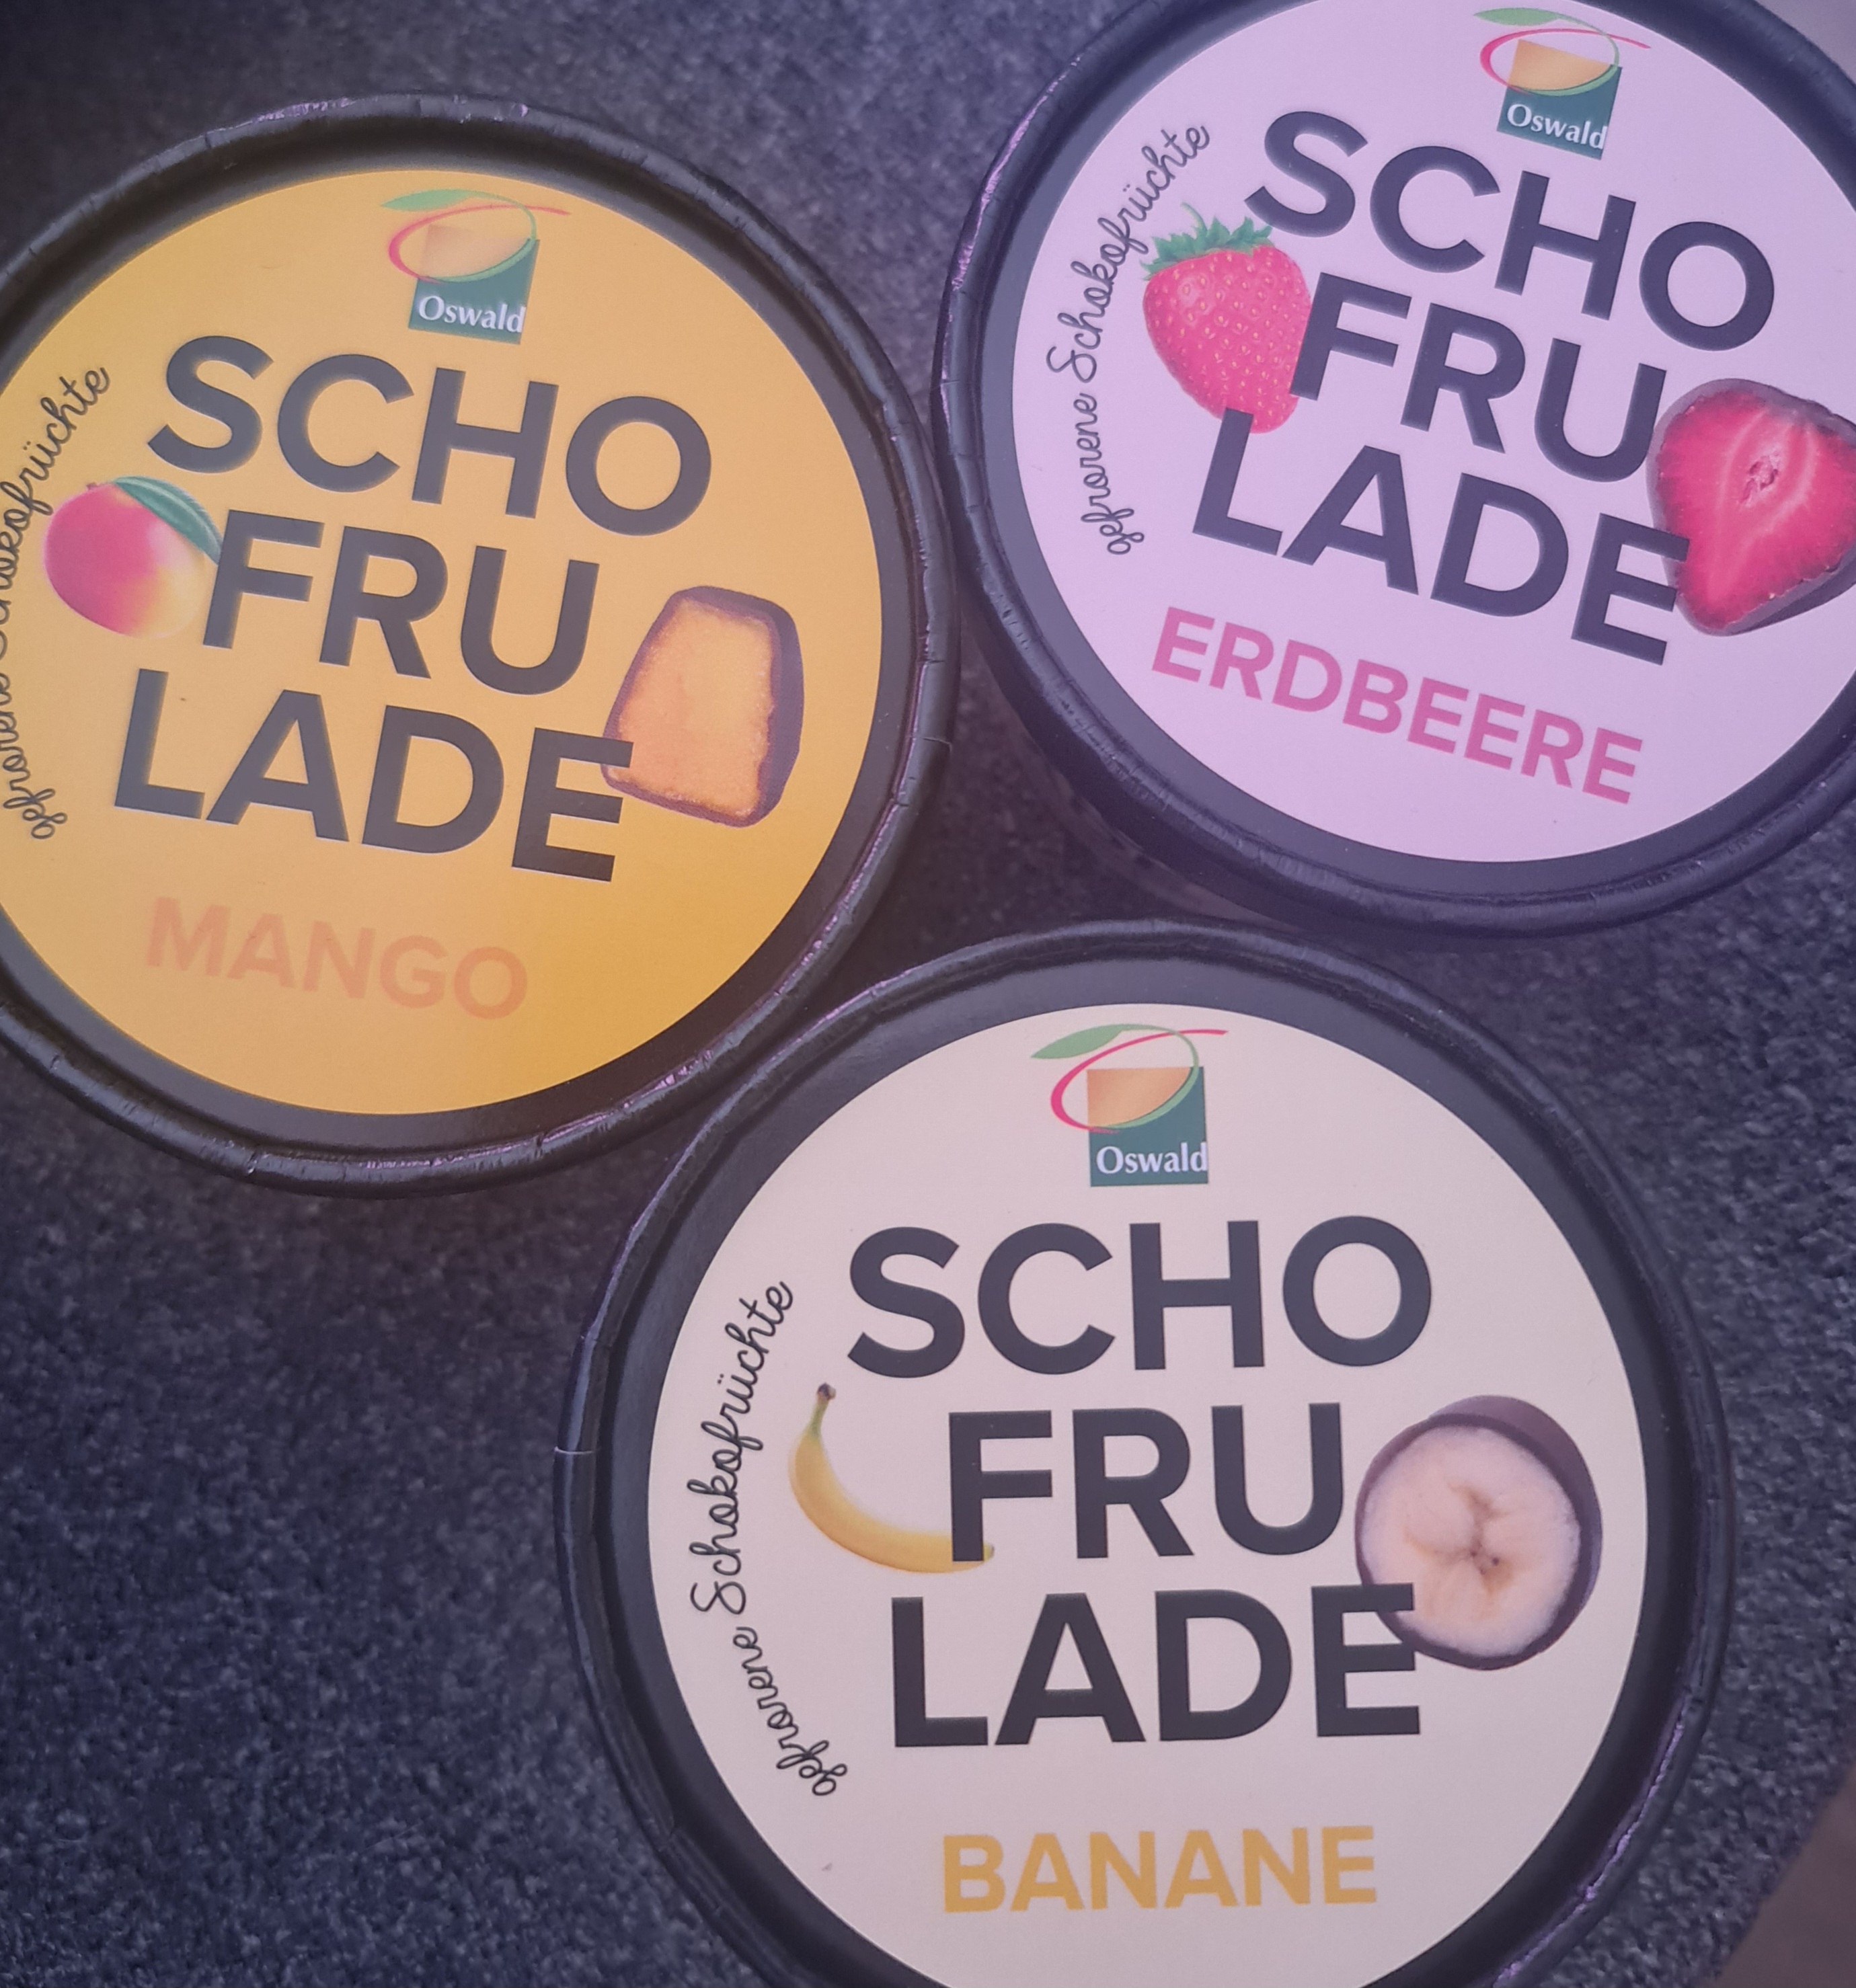 Oswald
SCHO
FRU
LADE
MANGO
gefrorene Schokofrüchte
Oswald
SCHO
FRU
LADE
ERDBEERE
gefrorene Schokofrüchte
Oswald
SCHO
FRU
LADE
BANANE
gefrorene Schokofrüchte